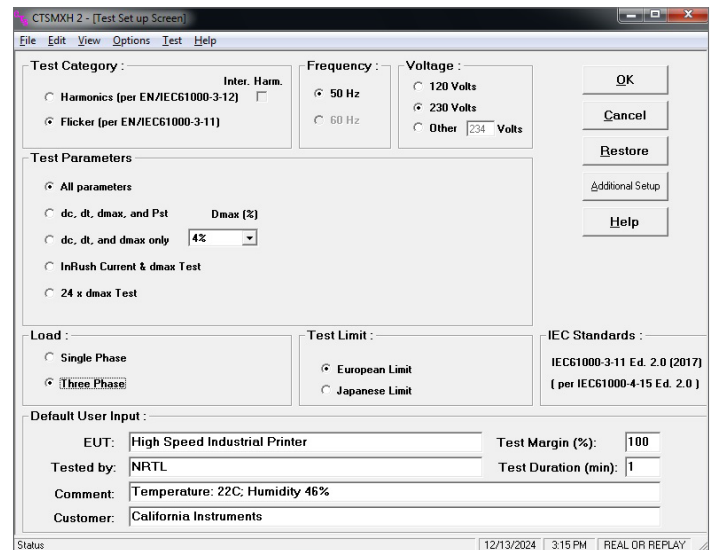 CTSMXH 2 - [Test Set up Screen]
File Edit View Options Test Help
Test Category :
Inter. Harm.
Harmonics (per EN/IEC61000-3-12)
Flicker (per EN/IEC61000-3-11)
Frequency :
50 Hz
60 Hz
Voltage :
120 Volts
230 Volts
Other 234 Volts
OK
Cancel
Restore
Additional Setup
Help
Test Parameters
All parameters
dc, dt, dmax, and Pst
Dmax (%)
dc, dt, and dmax only 4%
InRush Current & dmax Test
24 x dmax Test
Load :
Single Phase
Three Phase
Test Limit :
European Limit
Japanese Limit
IEC Standards :
IEC61000-3-11 Ed. 2.0 (2017)
( per IEC61000-4-15 Ed. 2.0 )
Default User Input :
EUT: High Speed Industrial Printer
Test Margin (%): 100
Tested by: NRTL
Test Duration (min): 1
Comment: Temperature: 22C; Humidity 46%
Customer: California Instruments
Status 12/13/2024 3:15 PM REAL OR REPLAY